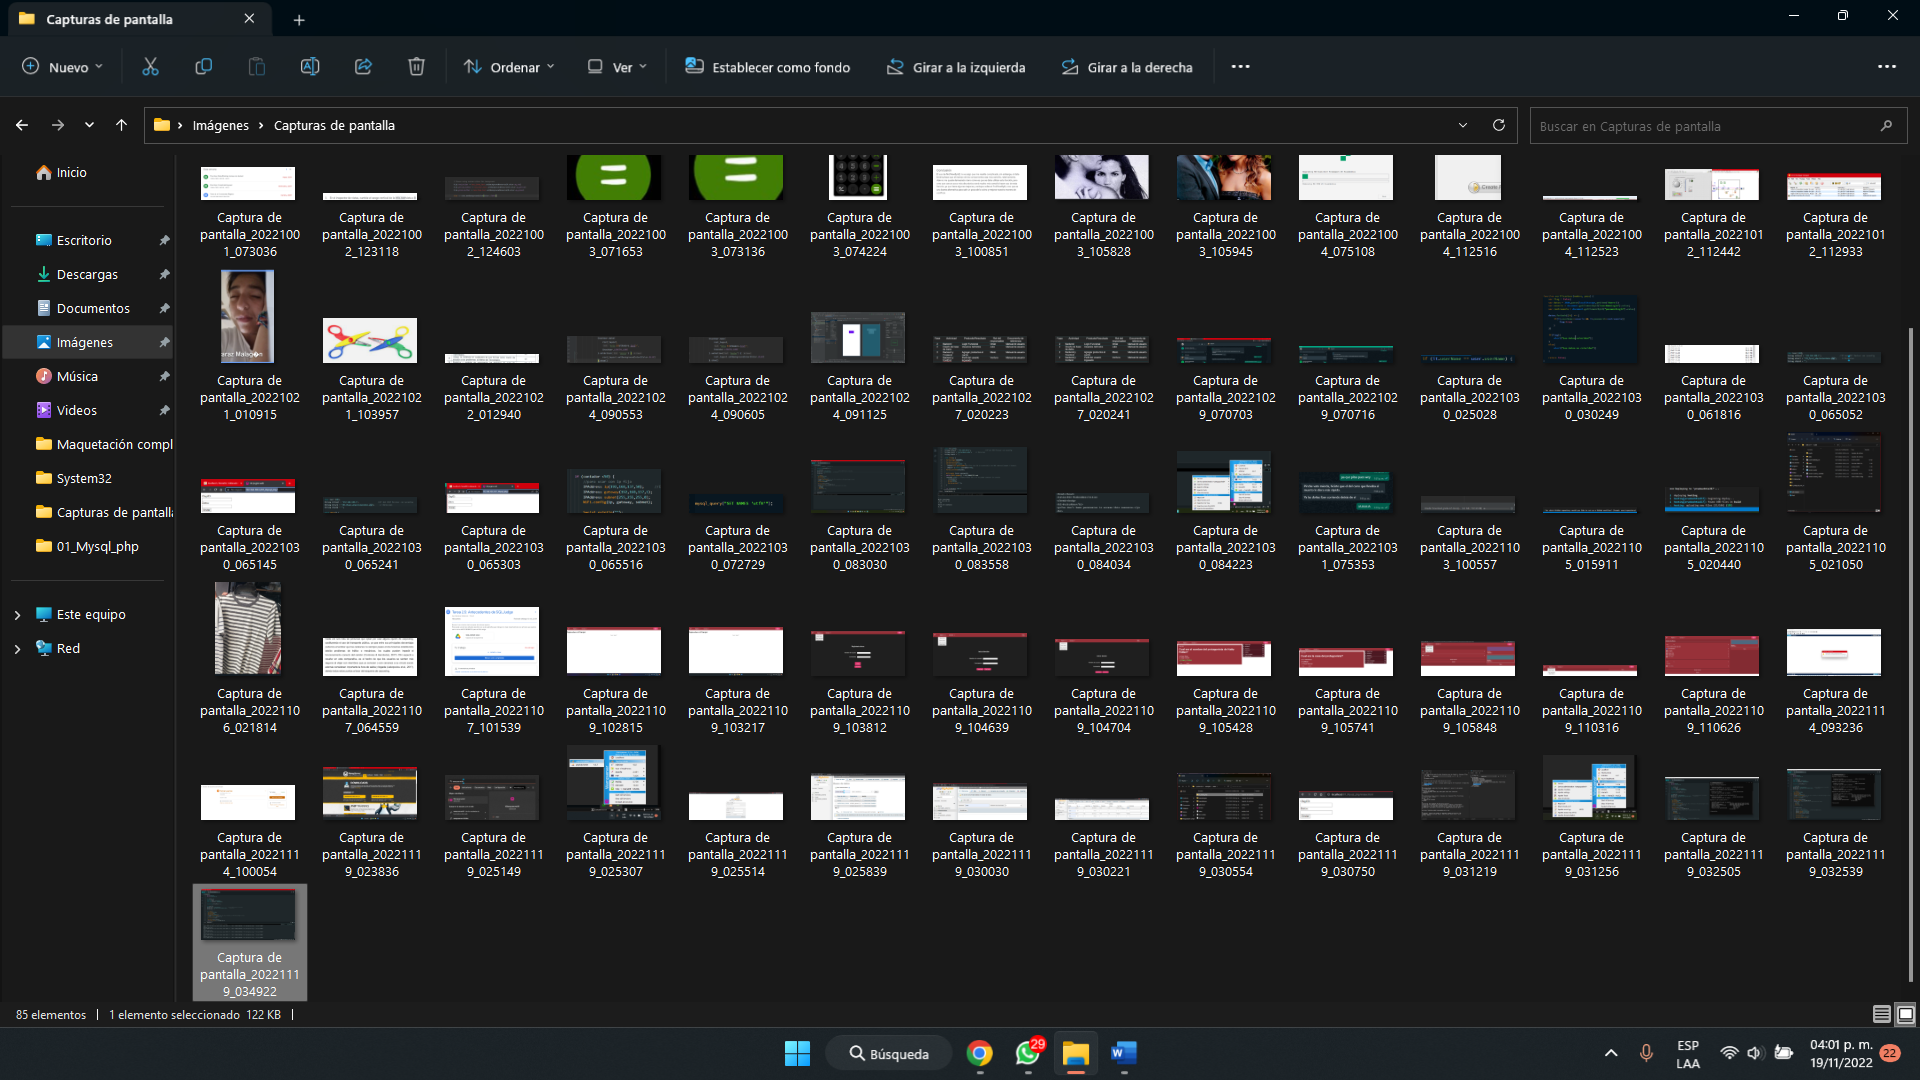 Capturas de pantalla
Nuevo
Ordenar
Ver
Establecer como fondo
Girar a la izquierda
Girar a la derecha
Imágenes > Capturas de pantalla
Buscar en Capturas de pantalla
Inicio
Escritorio
Descargas
Documentos
Imágenes
Música
Videos
Maquetación compl
System32
Capturas de pantalla
01_Mysql_php
Este equipo
Red
Captura de pantalla_20221001_073036
Captura de pantalla_20221002_123118
Captura de pantalla_20221002_124603
Captura de pantalla_20221003_071653
Captura de pantalla_20221003_073136
Captura de pantalla_20221003_074224
Captura de pantalla_20221003_100851
Captura de pantalla_20221003_105828
Captura de pantalla_20221003_105945
Captura de pantalla_20221004_075108
Captura de pantalla_20221004_112516
Captura de pantalla_20221004_112523
Captura de pantalla_20221012_112442
Captura de pantalla_20221012_112933
Captura de pantalla_20221021_010915
Captura de pantalla_20221021_103957
Captura de pantalla_20221022_012940
Captura de pantalla_20221024_090553
Captura de pantalla_20221024_090605
Captura de pantalla_20221024_091125
Captura de pantalla_20221027_020223
Captura de pantalla_20221027_020241
Captura de pantalla_20221029_070703
Captura de pantalla_20221029_070716
Captura de pantalla_20221030_025028
Captura de pantalla_20221030_030249
Captura de pantalla_20221030_061816
Captura de pantalla_20221030_065052
Captura de pantalla_20221030_065145
Captura de pantalla_20221030_065241
Captura de pantalla_20221030_065303
Captura de pantalla_20221030_065516
Captura de pantalla_20221030_072729
Captura de pantalla_20221030_083030
Captura de pantalla_20221030_083558
Captura de pantalla_20221030_084034
Captura de pantalla_20221030_084223
Captura de pantalla_20221031_075353
Captura de pantalla_20221103_100557
Captura de pantalla_20221105_015911
Captura de pantalla_20221105_020440
Captura de pantalla_20221105_021050
Captura de pantalla_20221106_021814
Captura de pantalla_20221107_064559
Captura de pantalla_20221107_101539
Captura de pantalla_20221109_102815
Captura de pantalla_20221109_103217
Captura de pantalla_20221109_103812
Captura de pantalla_20221109_104639
Captura de pantalla_20221109_104704
Captura de pantalla_20221109_105428
Captura de pantalla_20221109_105741
Captura de pantalla_20221109_105848
Captura de pantalla_20221109_110316
Captura de pantalla_20221109_110626
Captura de pantalla_20221114_093236
Captura de pantalla_20221114_100054
Captura de pantalla_20221119_023836
Captura de pantalla_20221119_025149
Captura de pantalla_20221119_025307
Captura de pantalla_20221119_025514
Captura de pantalla_20221119_025839
Captura de pantalla_20221119_030030
Captura de pantalla_20221119_030221
Captura de pantalla_20221119_030554
Captura de pantalla_20221119_030750
Captura de pantalla_20221119_031219
Captura de pantalla_20221119_031256
Captura de pantalla_20221119_032505
Captura de pantalla_20221119_032539
Captura de pantalla_20221119_034922
85 elementos
1 elemento seleccionado 122 KB
Búsqueda
29
ESP
LAA
04:01 p. m.
19/11/2022
22